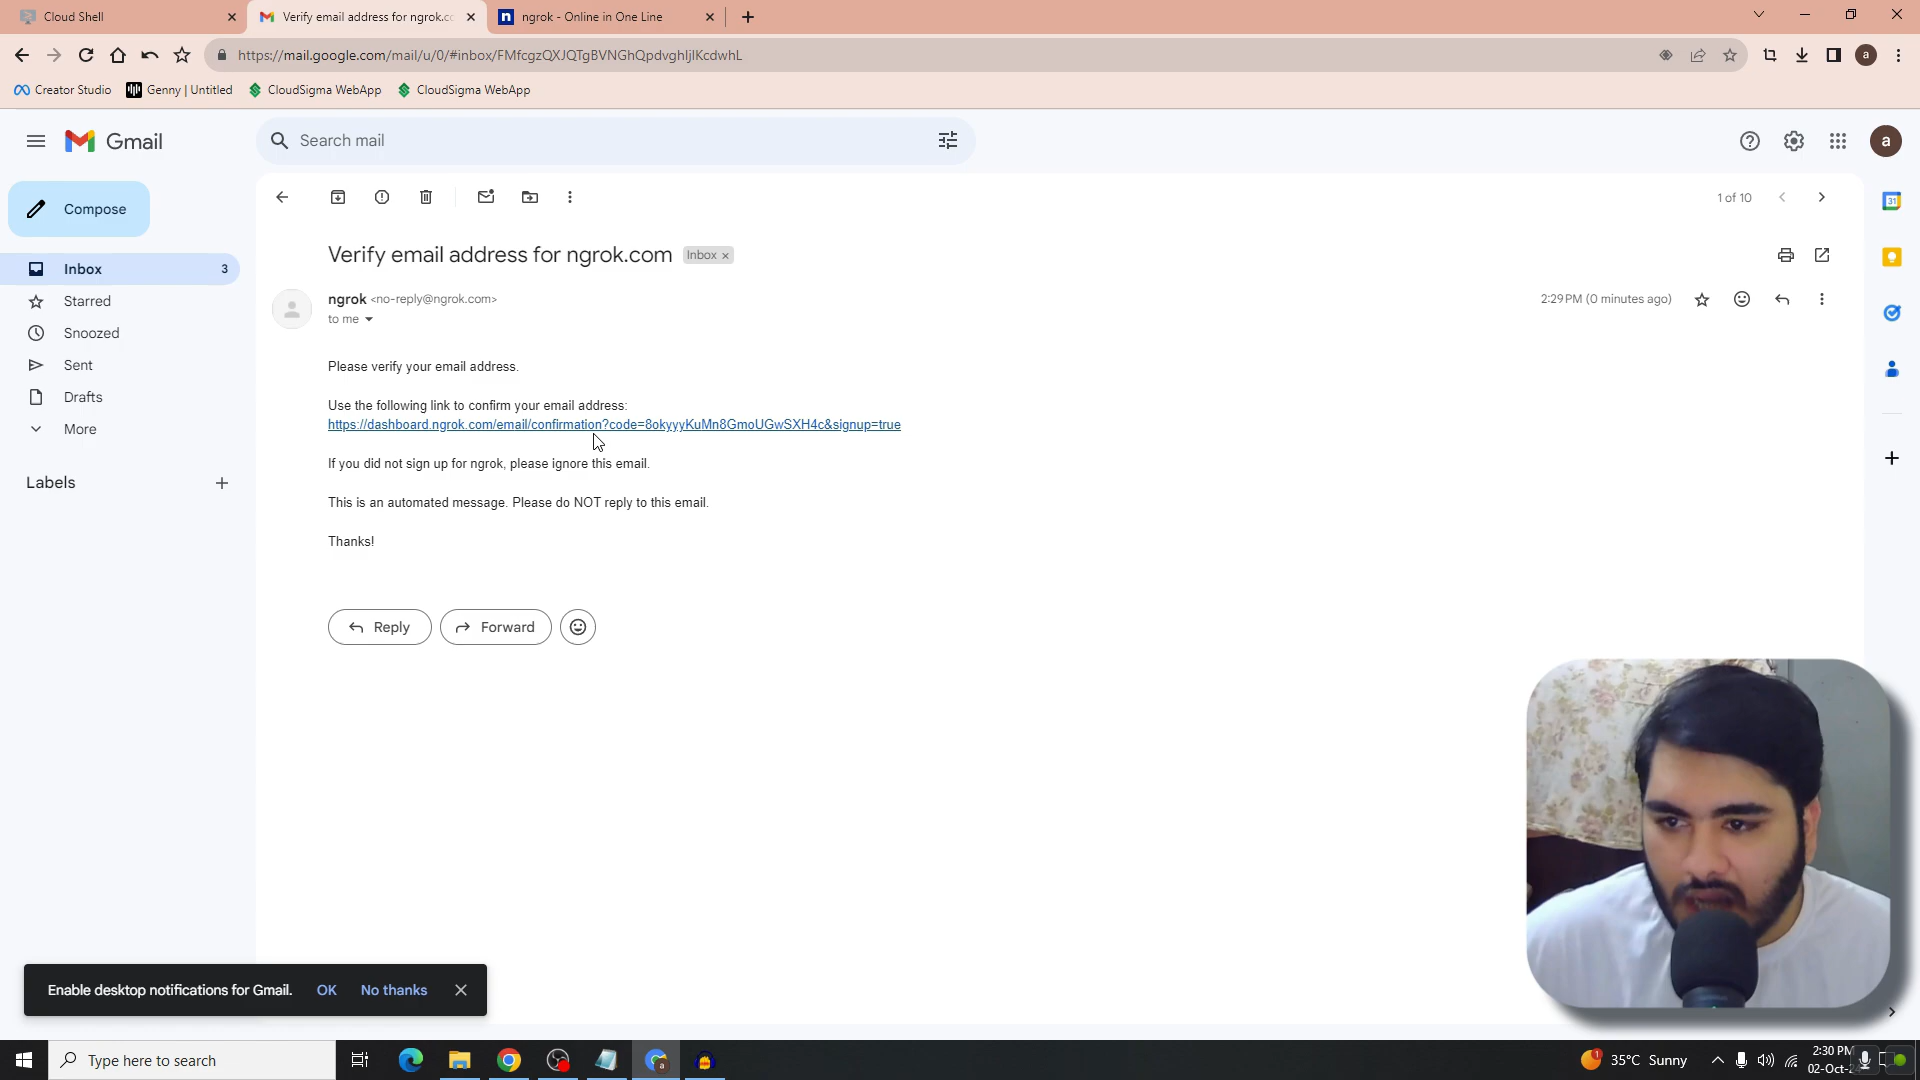 Cloud Shell
Verify email address for ngrok.co
ngrok - Online in One Line
https://mail.google.com/mail/u/0/#inbox/FMfcgzQXJQTgBVNGhQpdvghljlKcdwhL
Creator Studio
Genny | Untitled
CloudSigma WebApp
CloudSigma WebApp
a
Gmail
Search mail
a
Compose
1 of 10
Verify email address for ngrok.com
Inbox ×
Inbox
3
Starred
Snoozed
Sent
Drafts
More
Labels
ngrok <no-reply@ngrok.com>
2:29 PM (0 minutes ago)
to me
Please verify your email address.
Use the following link to confirm your email address:
https://dashboard.ngrok.com/email/confirmation?code=8okyyyKuMn8GmoUGwSXH4c&signup=true
If you did not sign up for ngrok, please ignore this email.
This is an automated message. Please do NOT reply to this email.
Thanks!
Reply
Forward
31
Enable desktop notifications for Gmail.
OK
No thanks
Type here to search
1
35°C Sunny
2:30 PM
02-Oct-